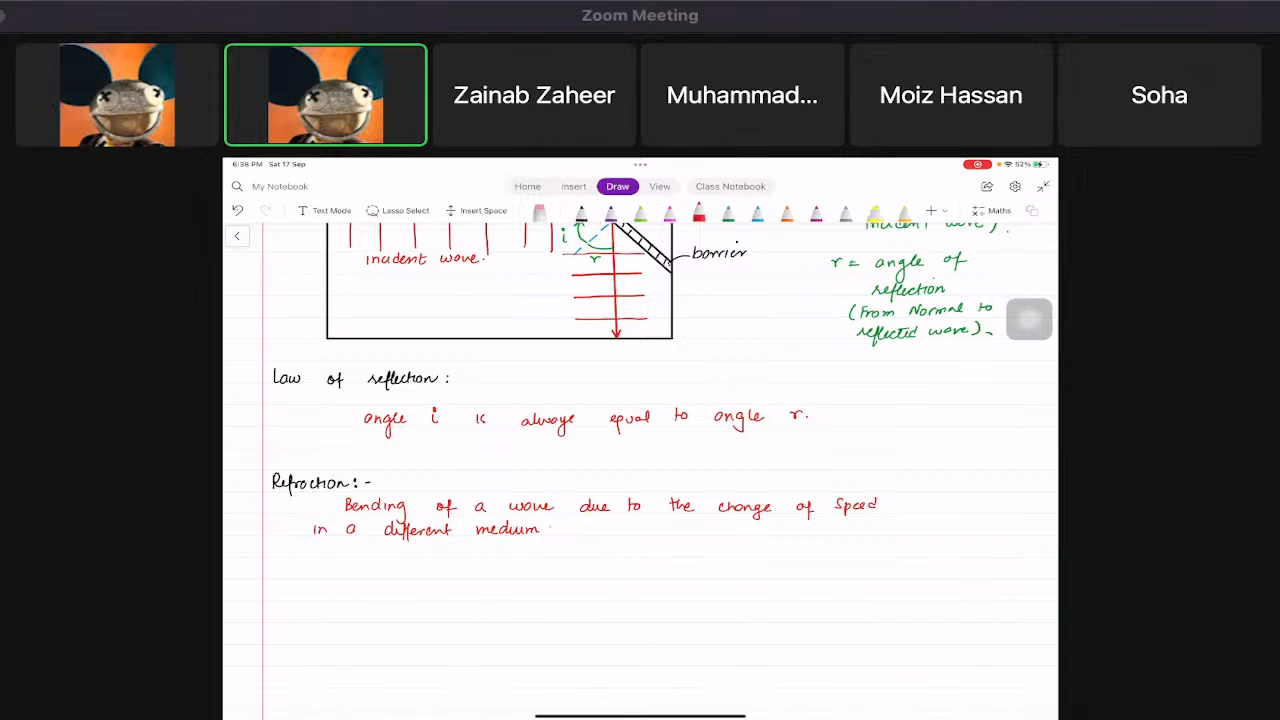 Zoom Meeting
Zainab Zaheer
Muhammad...
Moiz Hassan
Soha
6:38 PM Sat 17 Sep
52%
My Notebook
Home Insert Draw View Class Notebook
Text Mode Lasso Select Insert Space Maths
incident wave).
i
r
incident wave.
barrier
r = angle of
reflection
(From Normal to
reflected wave).
Law of reflection:
angle i is always equal to angle r.
Refraction:-
Bending of a wave due to the change of speed
in a different medium